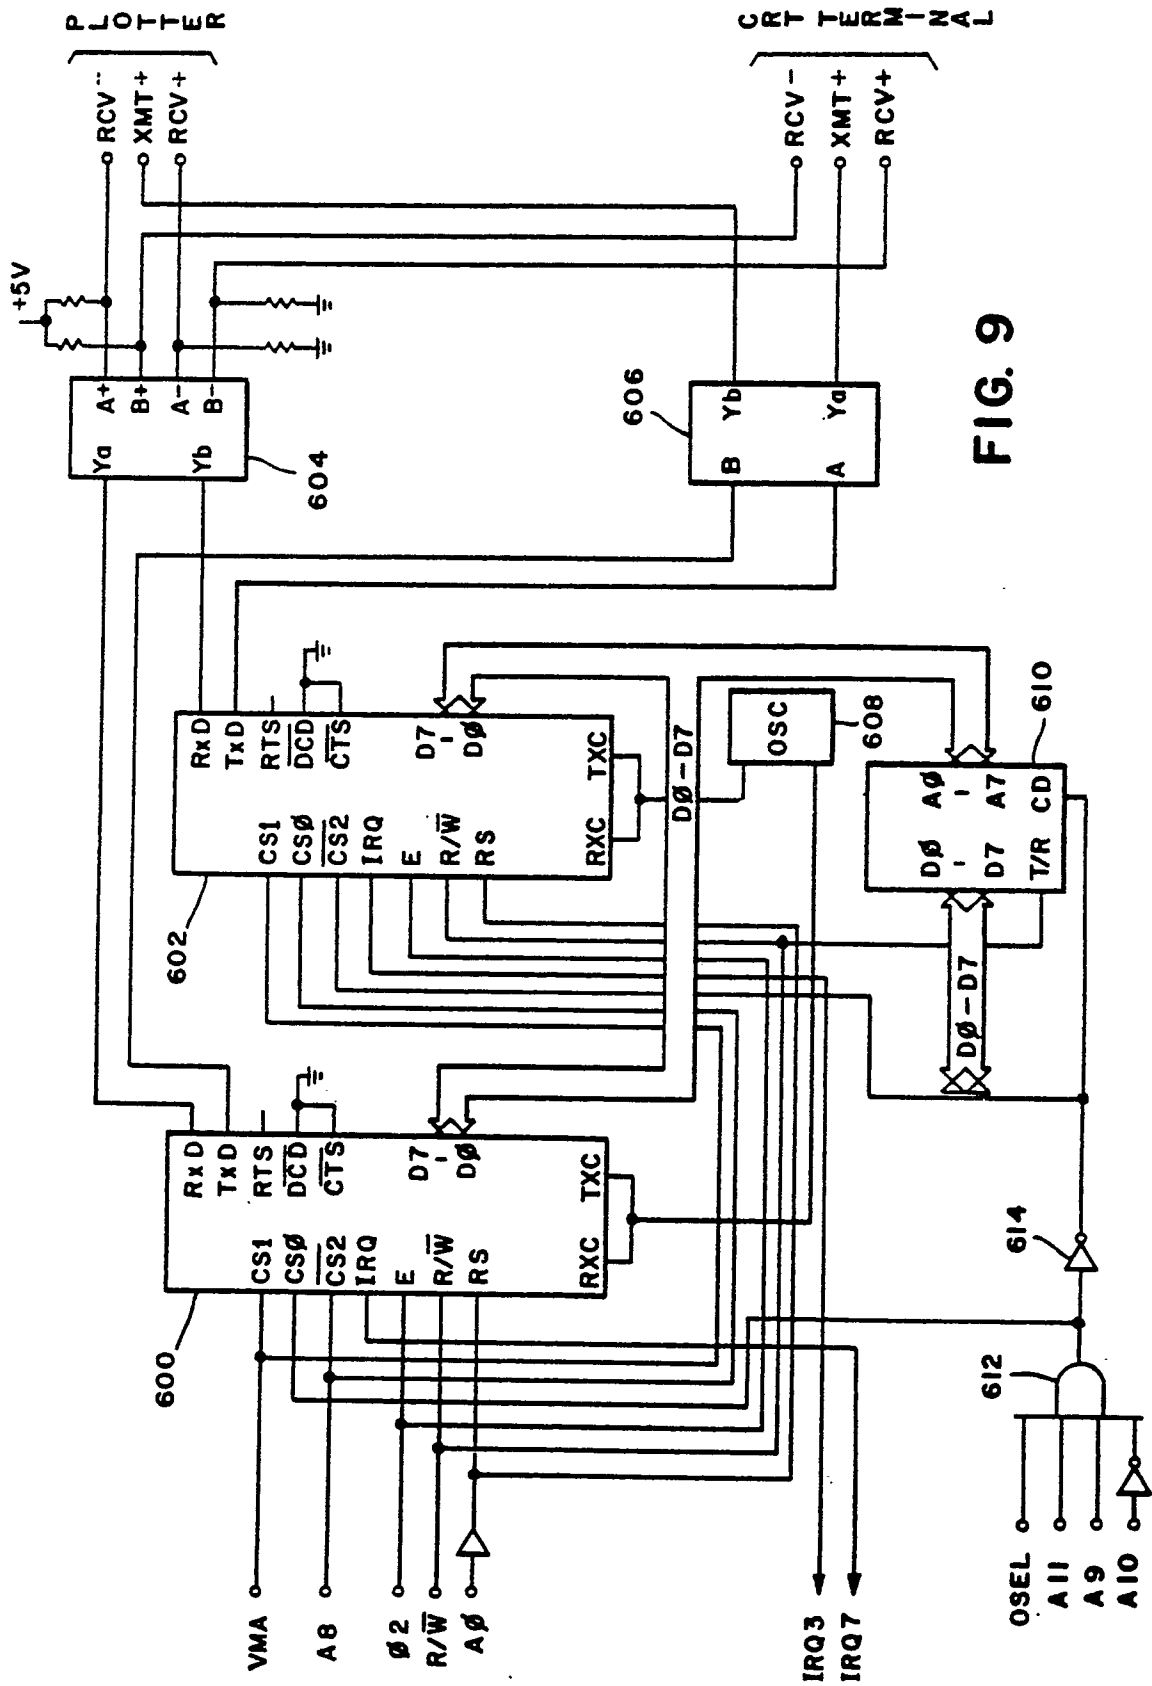 PLOTTER
RCV-
XMT+
RCV+
CRT TERMINAL
RCV-
XMT+
RCV+
+5V
Ya
A+
B+
A-
B-
Yb
604
606
B
Yb
A
Ya
FIG. 9
602
RxD
TxD
RTS
DCD
CTS
D7
DØ
CS1
CSØ
CS2
IRQ
E
R/W
RS
RXC
TXC
DØ-D7
OSC
608
610
DØ
AØ
D7
A7
T/R
CD
DØ-D7
600
RxD
TxD
RTS
DCD
CTS
D7
DØ
CS1
CSØ
CS2
IRQ
E
R/W
RS
RXC
TXC
614
612
VMA
A8
Ø2
R/W
AØ
IRQ3
IRQ7
OSEL
A11
A9
A10